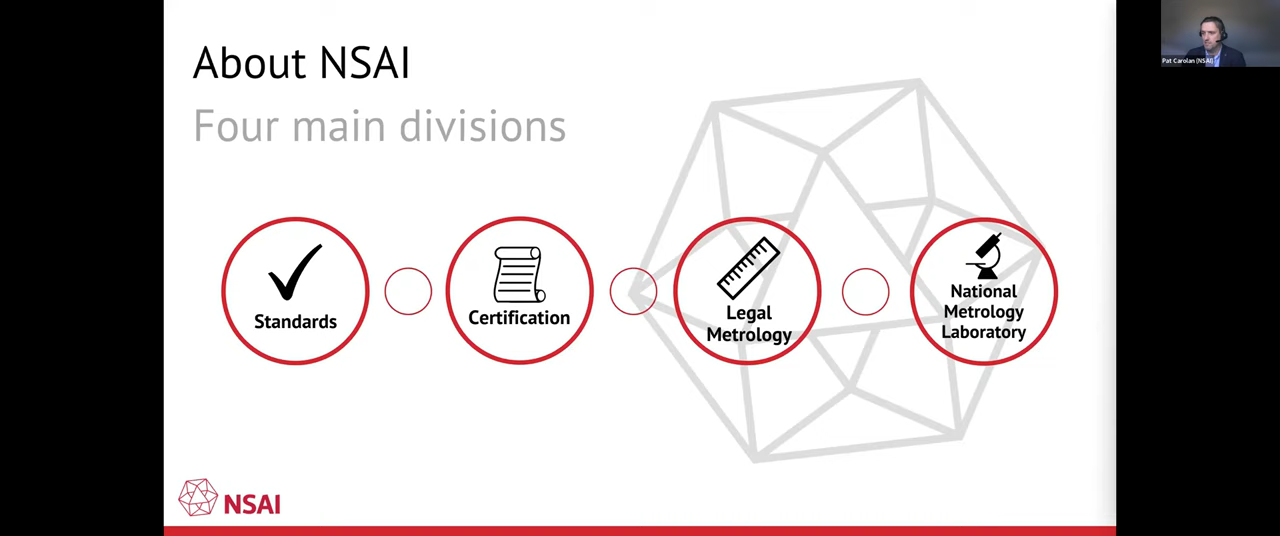 About NSAI
Four main divisions
Standards
Certification
Legal
Metrology
National
Metrology
Laboratory
NSAI
Pat Carolan (NSAI)